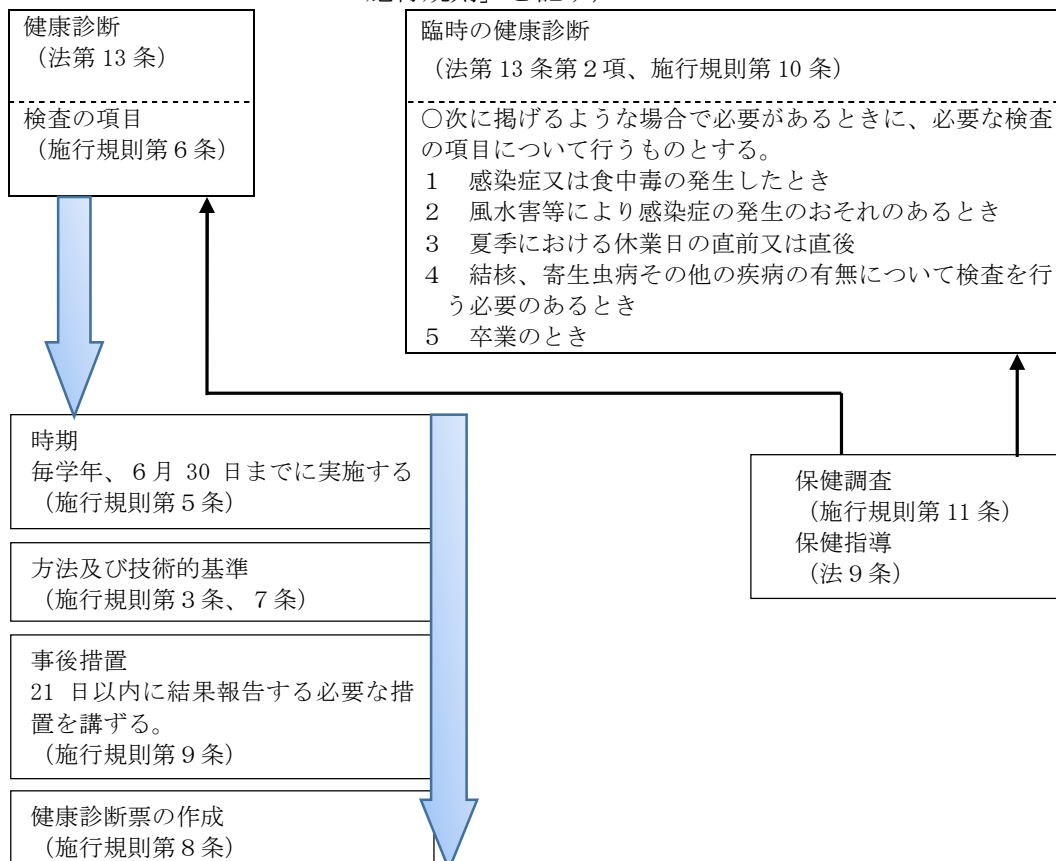 施行規則」と記す）
健康診断
（法第 13 条）
検査の項目
（施行規則第６条）
臨時の健康診断
（法第 13 条第２項、施行規則第 10 条）
○次に掲げるような場合で必要があるときに、必要な検査
の項目について行うものとする。
１　感染症又は食中毒の発生したとき
２　風水害等により感染症の発生のおそれのあるとき
３　夏季における休業日の直前又は直後
４　結核、寄生虫病その他の疾病の有無について検査を行
う必要のあるとき
５　卒業のとき
時期
毎学年、６月 30 日までに実施する
（施行規則第５条）
方法及び技術的基準
（施行規則第３条、７条）
事後措置
21 日以内に結果報告する必要な措
置を講ずる。
（施行規則第９条）
健康診断票の作成
（施行規則第８条）
保健調査
（施行規則第 11 条）
保健指導
（法９条）